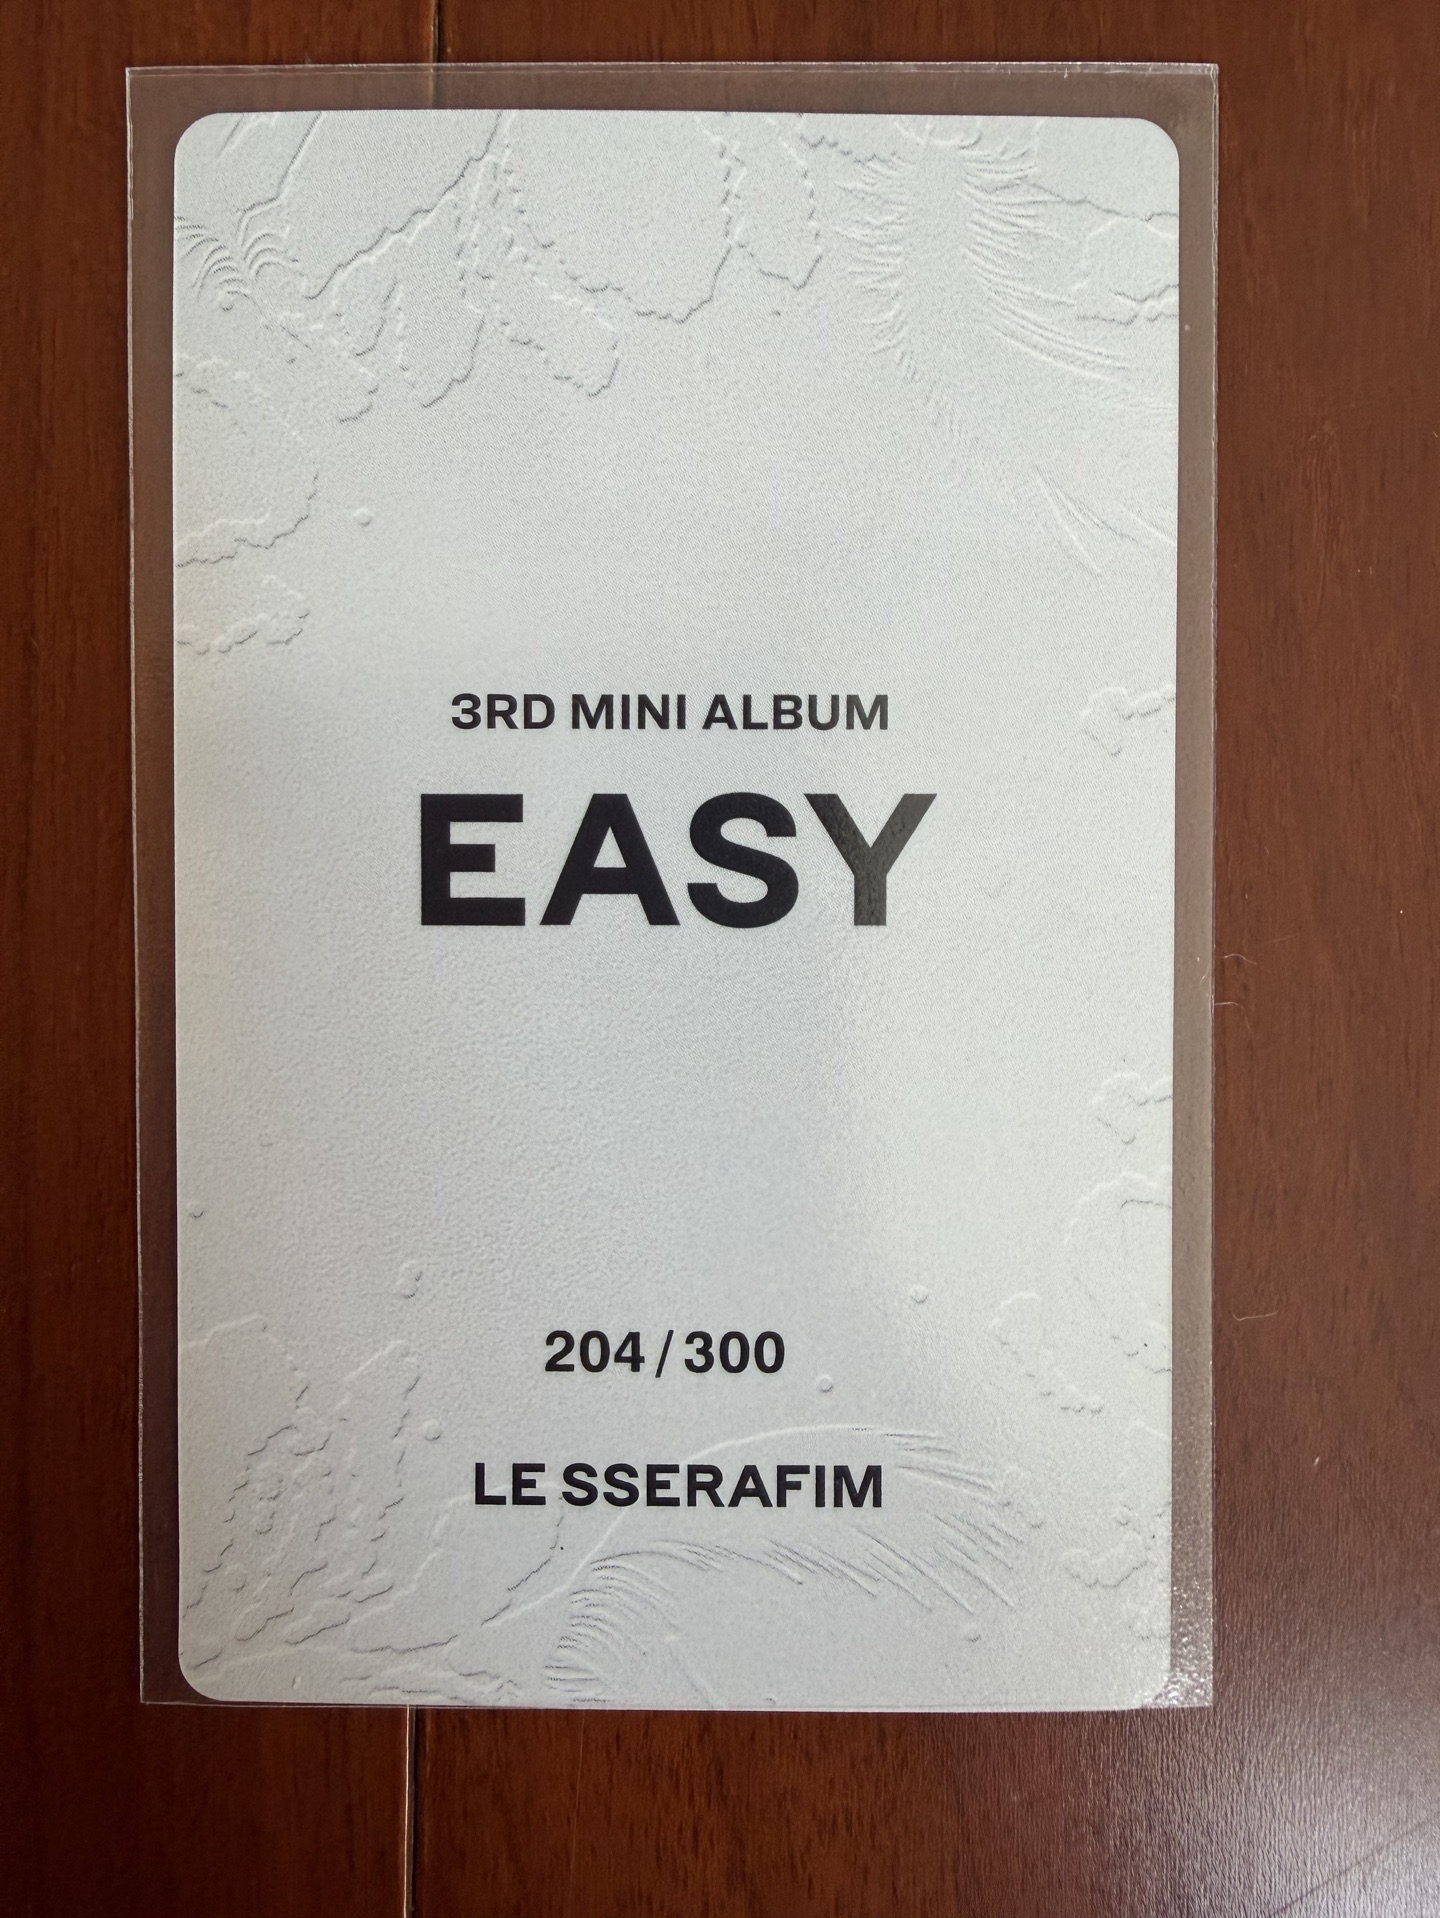 3RD MINI ALBUM
EASY
204/300
LE SSERAFIM